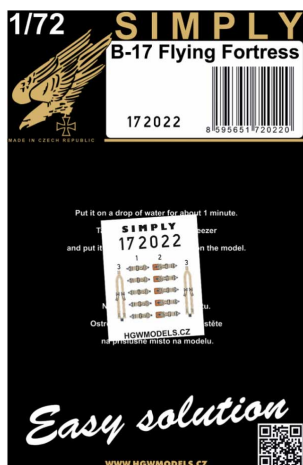 1/72
SIMPLY
B-17 Flying Fortress
172022
8 595651 720220
MADE IN CZECH REPUBLIC
Put it on a drop of water for about 1 minute.
and put it
on the model.
SIMPLY
172022
1 2
3 3
HGWMODELS.CZ
na příslušné místo na modelu.
Easy solution
WWW.HGWMODELS.CZ